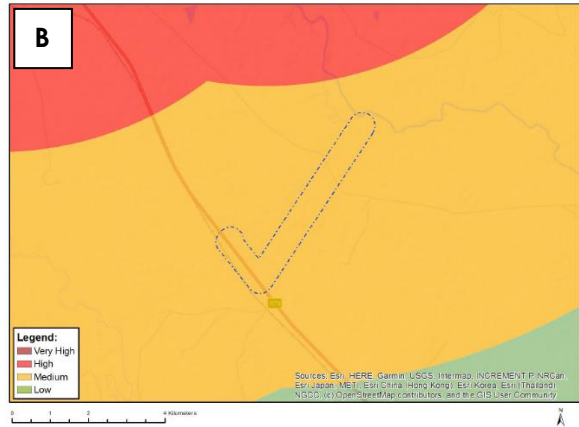 B
Legend:
Very High
High
Medium
Low
Sources: Esri, HERE, Garmin, USGS, Intermap, INCREMENT P, NRCan,
Esri Japan, METI, Esri China (Hong Kong), Esri Korea, Esri (Thailand),
NGCC, (c) OpenStreetMap contributors, and the GIS User Community
0 1 2 4 Kilometers
N